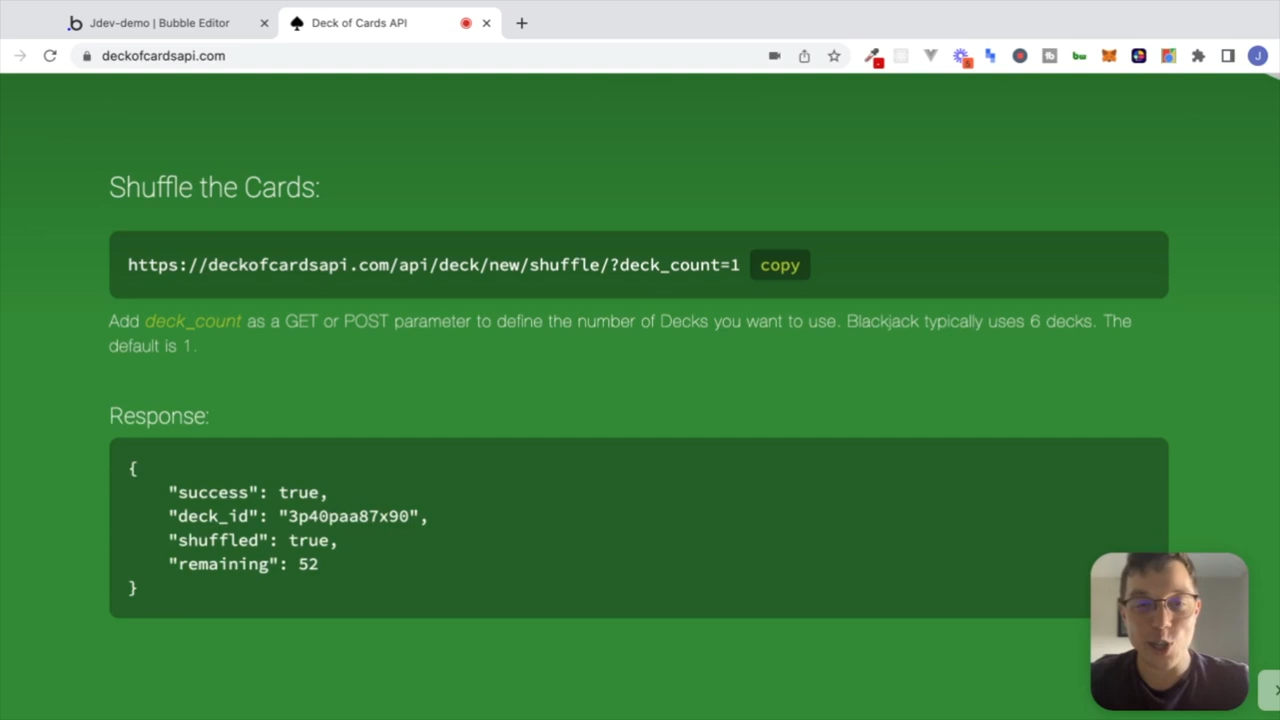 Jdev-demo | Bubble Editor
Deck of Cards API
deckofcardsapi.com
J
Shuffle the Cards:
https://deckofcardsapi.com/api/deck/new/shuffle/?deck_count=1 copy
Add deck_count as a GET or POST parameter to define the number of Decks you want to use. Blackjack typically uses 6 decks. The
default is 1.
Response:
{
"success": true,
"deck_id": "3p40paa87x90",
"shuffled": true,
"remaining": 52
}